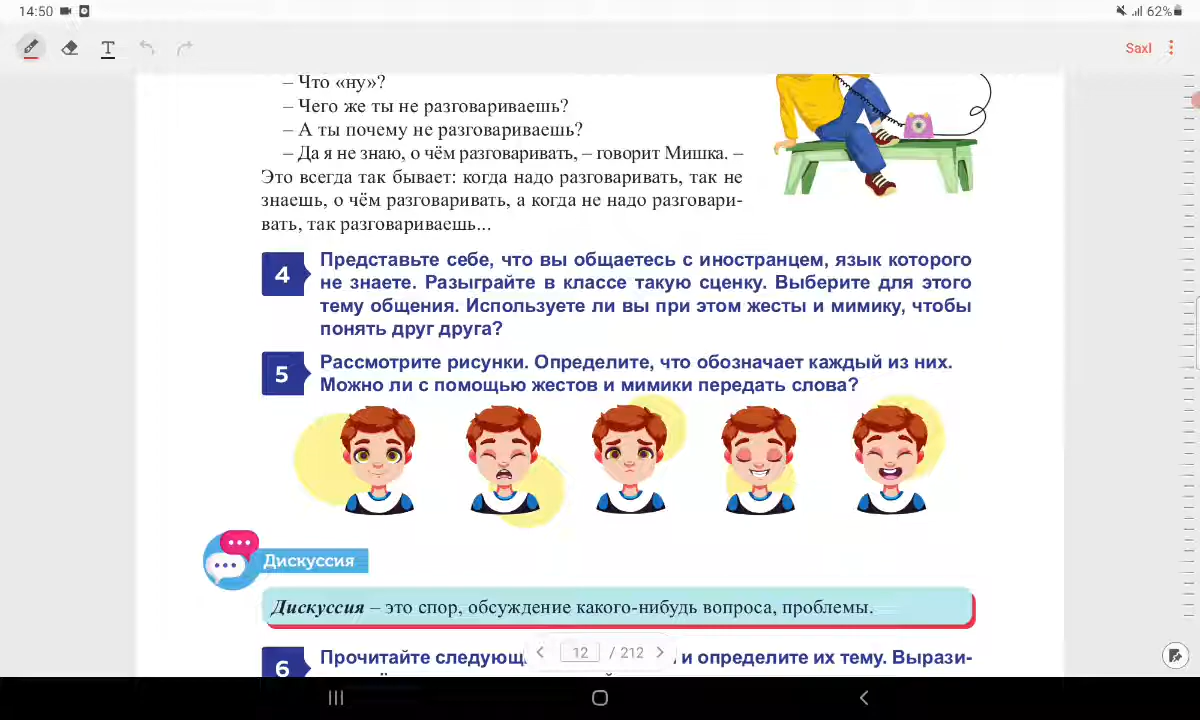 14:50
62%
T
Saxl
– Что «ну»?
– Чего же ты не разговариваешь?
– А ты почему не разговариваешь?
– Да я не знаю, о чём разговаривать, – говорит Мишка. –
Это всегда так бывает: когда надо разговаривать, так не
знаешь, о чём разговаривать, а когда не надо разговари-
вать, так разговариваешь...
4
Представьте себе, что вы общаетесь с иностранцем, язык которого
не знаете. Разыграйте в классе такую сценку. Выберите для этого
тему общения. Используете ли вы при этом жесты и мимику, чтобы
понять друг друга?
5
Рассмотрите рисунки. Определите, что обозначает каждый из них.
Можно ли с помощью жестов и мимики передать слова?
Дискуссия
Дискуссия – это спор, обсуждение какого-нибудь вопроса, проблемы.
6
Прочитайте и определите их тему. Вырази-
12 / 212